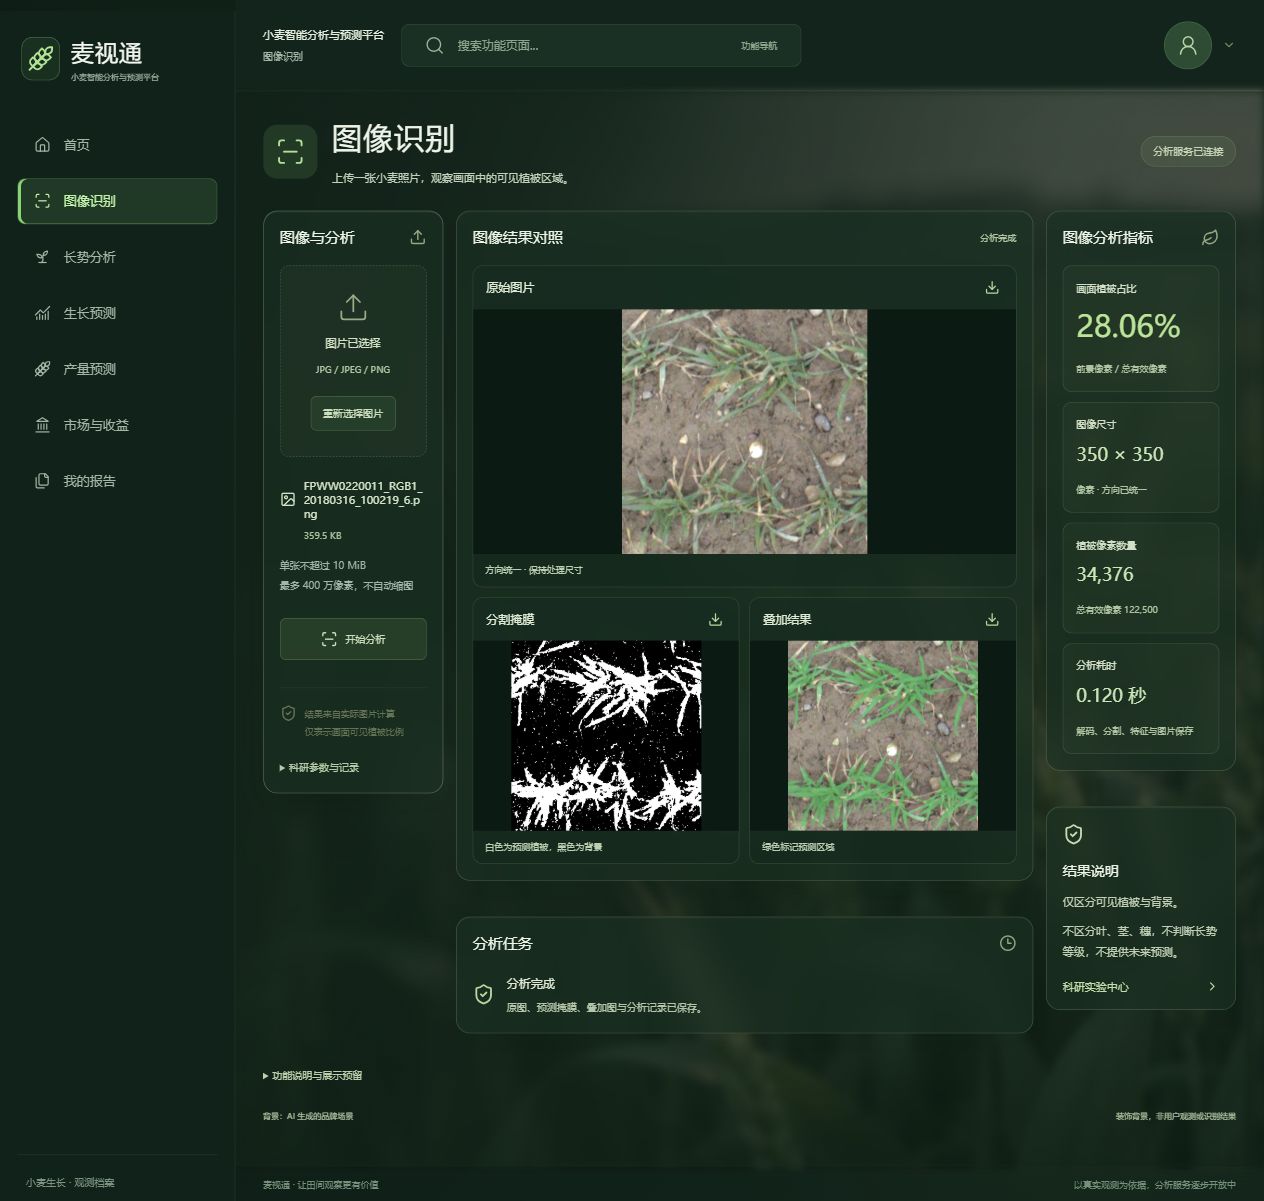 麦视通
小麦智能分析与预测平台
首页
图像识别
长势分析
生长预测
产量预测
市场与收益
我的报告
小麦生长 · 观测档案
小麦智能分析与预测平台
图像识别
搜索功能页面...
功能导航
图像识别
上传一张小麦照片，观察画面中的可见植被区域。
分析服务已连接
图像与分析
图片已选择
JPG / JPEG / PNG
重新选择图片
FPWW0220011_RGB1_
20180316_100219_6.p
ng
359.5 KB
单张不超过 10 MiB
最多 400 万像素，不自动缩图
开始分析
结果来自实际图片计算
仅表示画面可见植被比例
科研参数与记录
图像结果对照
分析完成
原始图片
方向统一 · 保持处理尺寸
分割掩膜
白色为预测植被，黑色为背景
叠加结果
绿色标记预测区域
分析任务
分析完成
原图、预测掩膜、叠加图与分析记录已保存。
图像分析指标
画面植被占比
28.06%
前景像素 / 总有效像素
图像尺寸
350 × 350
像素 · 方向已统一
植被像素数量
34,376
总有效像素 122,500
分析耗时
0.120 秒
解码、分割、特征与图片保存
结果说明
仅区分可见植被与背景。
不区分叶、茎、穗，不判断长势
等级，不提供未来预测。
科研实验中心
功能说明与展示预留
背景：AI 生成的品牌场景
装饰背景，非用户观测或识别结果
麦视通 · 让田间观察更有价值
以真实观测为依据，分析服务逐步开放中